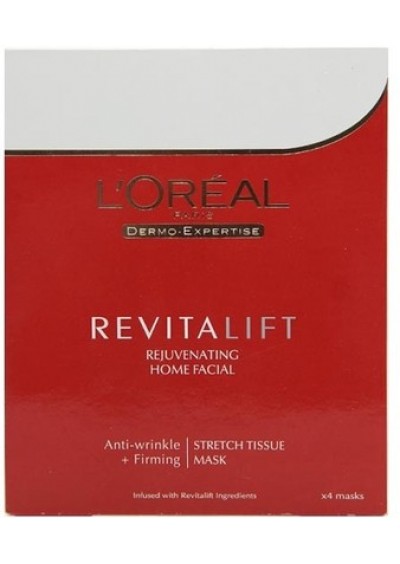 L'ORÉAL
PARIS
DERMO-EXPERTISE
REVITALIFT
REJUVENATING
HOME FACIAL
Anti-wrinkle STRETCH TISSUE
+ Firming MASK
Infused with Revitalift Ingredients x4 masks